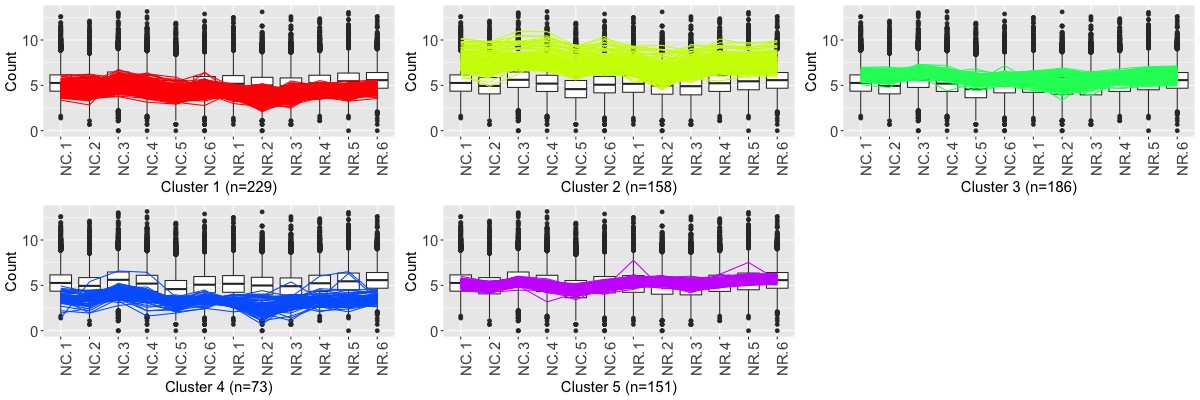 Count
10
5
0
NC.1
NC.2
NC.3
NC.4
NC.5
NC.6
NR.1
NR.2
NR.3
NR.4
NR.5
NR.6
Cluster 1 (n=229)
Count
10
5
0
NC.1
NC.2
NC.3
NC.4
NC.5
NC.6
NR.1
NR.2
NR.3
NR.4
NR.5
NR.6
Cluster 2 (n=158)
Count
10
5
0
NC.1
NC.2
NC.3
NC.4
NC.5
NC.6
NR.1
NR.2
NR.3
NR.4
NR.5
NR.6
Cluster 3 (n=186)
Count
10
5
0
NC.1
NC.2
NC.3
NC.4
NC.5
NC.6
NR.1
NR.2
NR.3
NR.4
NR.5
NR.6
Cluster 4 (n=73)
Count
10
5
0
NC.1
NC.2
NC.3
NC.4
NC.5
NC.6
NR.1
NR.2
NR.3
NR.4
NR.5
NR.6
Cluster 5 (n=151)